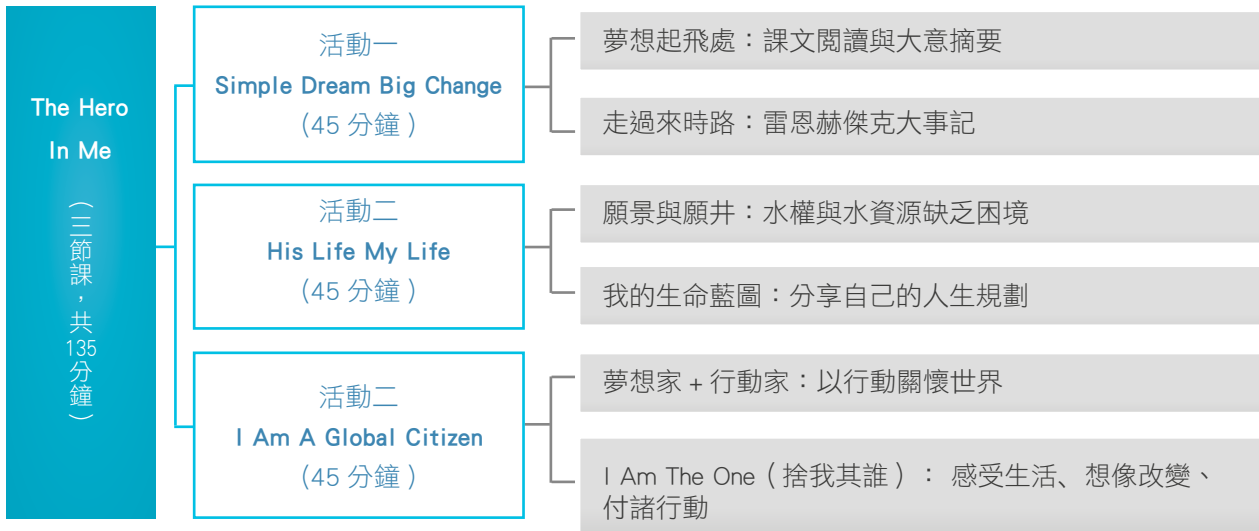 The Hero
In Me
（三節課，共135分鐘）
活動一
Simple Dream Big Change
（45 分鐘）
夢想起飛處：課文閱讀與大意摘要
走過來時路：雷恩赫傑克大事記
活動二
His Life My Life
（45 分鐘）
願景與願井：水權與水資源缺乏困境
我的生命藍圖：分享自己的人生規劃
活動二
I Am A Global Citizen
（45 分鐘）
夢想家 + 行動家：以行動關懷世界
I Am The One（捨我其誰）： 感受生活、想像改變、
付諸行動